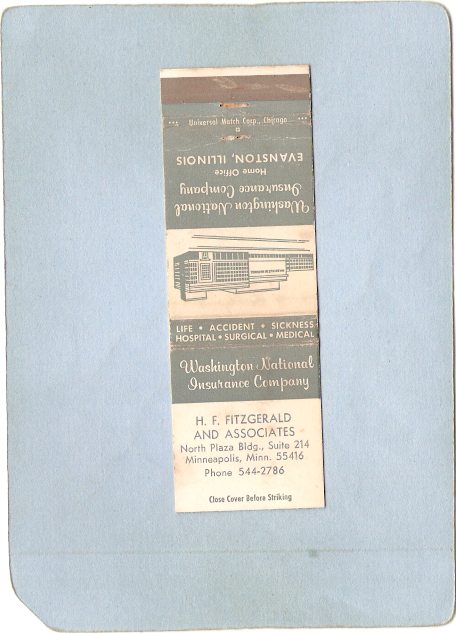 Universal Match Corp., Chicago
Washington National
Insurance Company
Home Office
EVANSTON, ILLINOIS
LIFE • ACCIDENT • SICKNESS
HOSPITAL • SURGICAL • MEDICAL
Washington National
Insurance Company
H. F. FITZGERALD
AND ASSOCIATES
North Plaza Bldg., Suite 214
Minneapolis, Minn. 55416
Phone 544-2786
Close Cover Before Striking